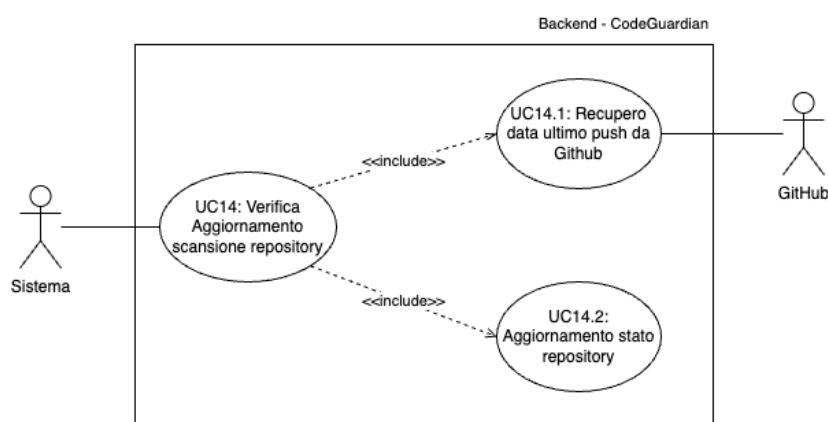 Backend - CodeGuardian
UC14.1: Recupero
data ultimo push da
Github
<<include>>
GitHub
UC14: Verifica
Aggiornamento
scansione repository
Sistema
<<include>>
UC14.2:
Aggiornamento stato
repository